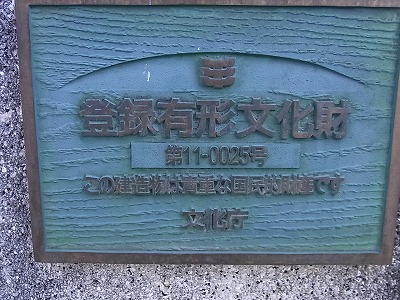 登録有形文化財
第11-0025号
この建造物は貴重な国民的財産です
文化庁